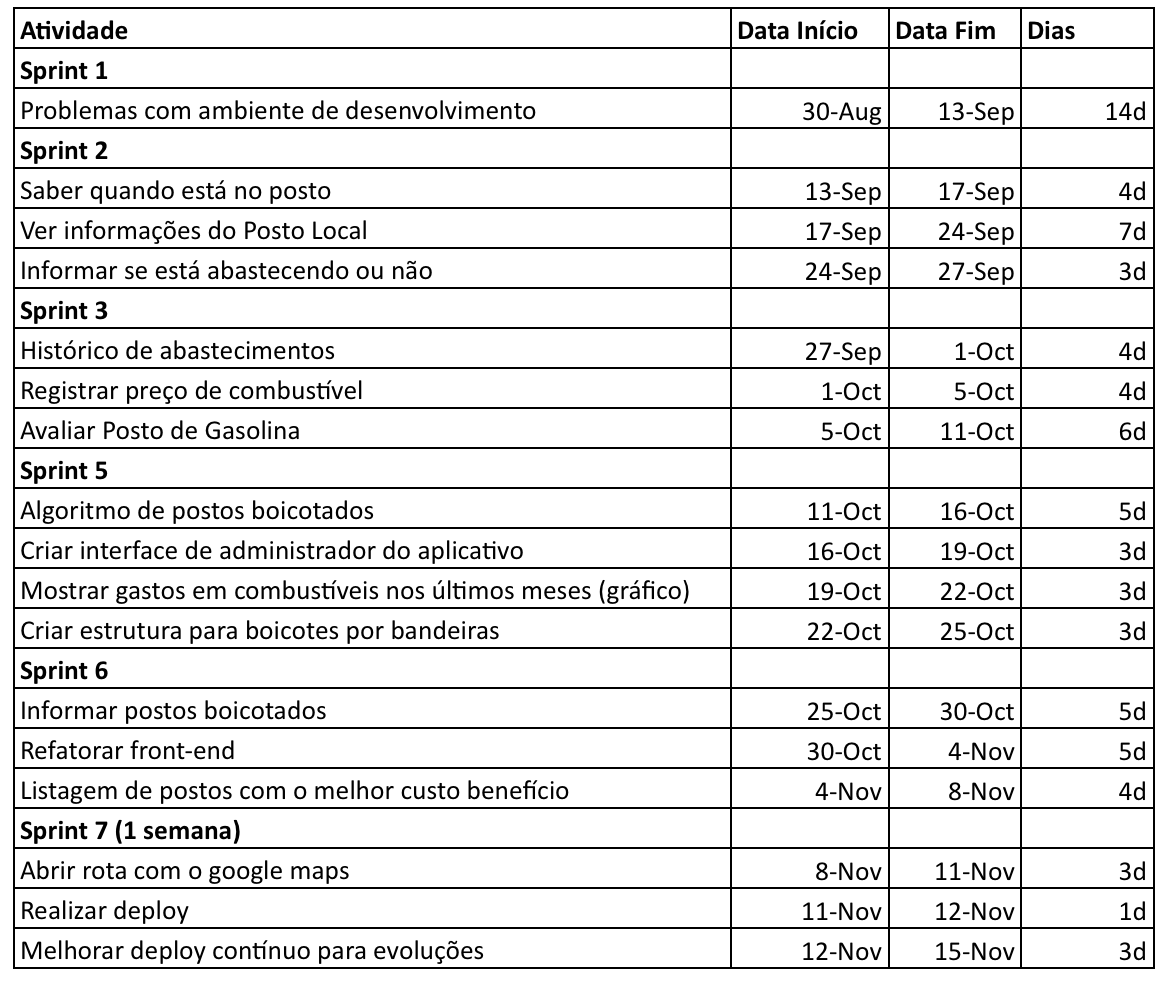 Atividade Data Início Data Fim Dias
Sprint 1
Problemas com ambiente de desenvolvimento 30-Aug 13-Sep 14d
Sprint 2
Saber quando está no posto 13-Sep 17-Sep 4d
Ver informações do Posto Local 17-Sep 24-Sep 7d
Informar se está abastecendo ou não 24-Sep 27-Sep 3d
Sprint 3
Histórico de abastecimentos 27-Sep 1-Oct 4d
Registrar preço de combustível 1-Oct 5-Oct 4d
Avaliar Posto de Gasolina 5-Oct 11-Oct 6d
Sprint 5
Algoritmo de postos boicotados 11-Oct 16-Oct 5d
Criar interface de administrador do aplicativo 16-Oct 19-Oct 3d
Mostrar gastos em combustíveis nos últimos meses (gráfico) 19-Oct 22-Oct 3d
Criar estrutura para boicotes por bandeiras 22-Oct 25-Oct 3d
Sprint 6
Informar postos boicotados 25-Oct 30-Oct 5d
Refatorar front-end 30-Oct 4-Nov 5d
Listagem de postos com o melhor custo benefício 4-Nov 8-Nov 4d
Sprint 7 (1 semana)
Abrir rota com o google maps 8-Nov 11-Nov 3d
Realizar deploy 11-Nov 12-Nov 1d
Melhorar deploy contínuo para evoluções 12-Nov 15-Nov 3d